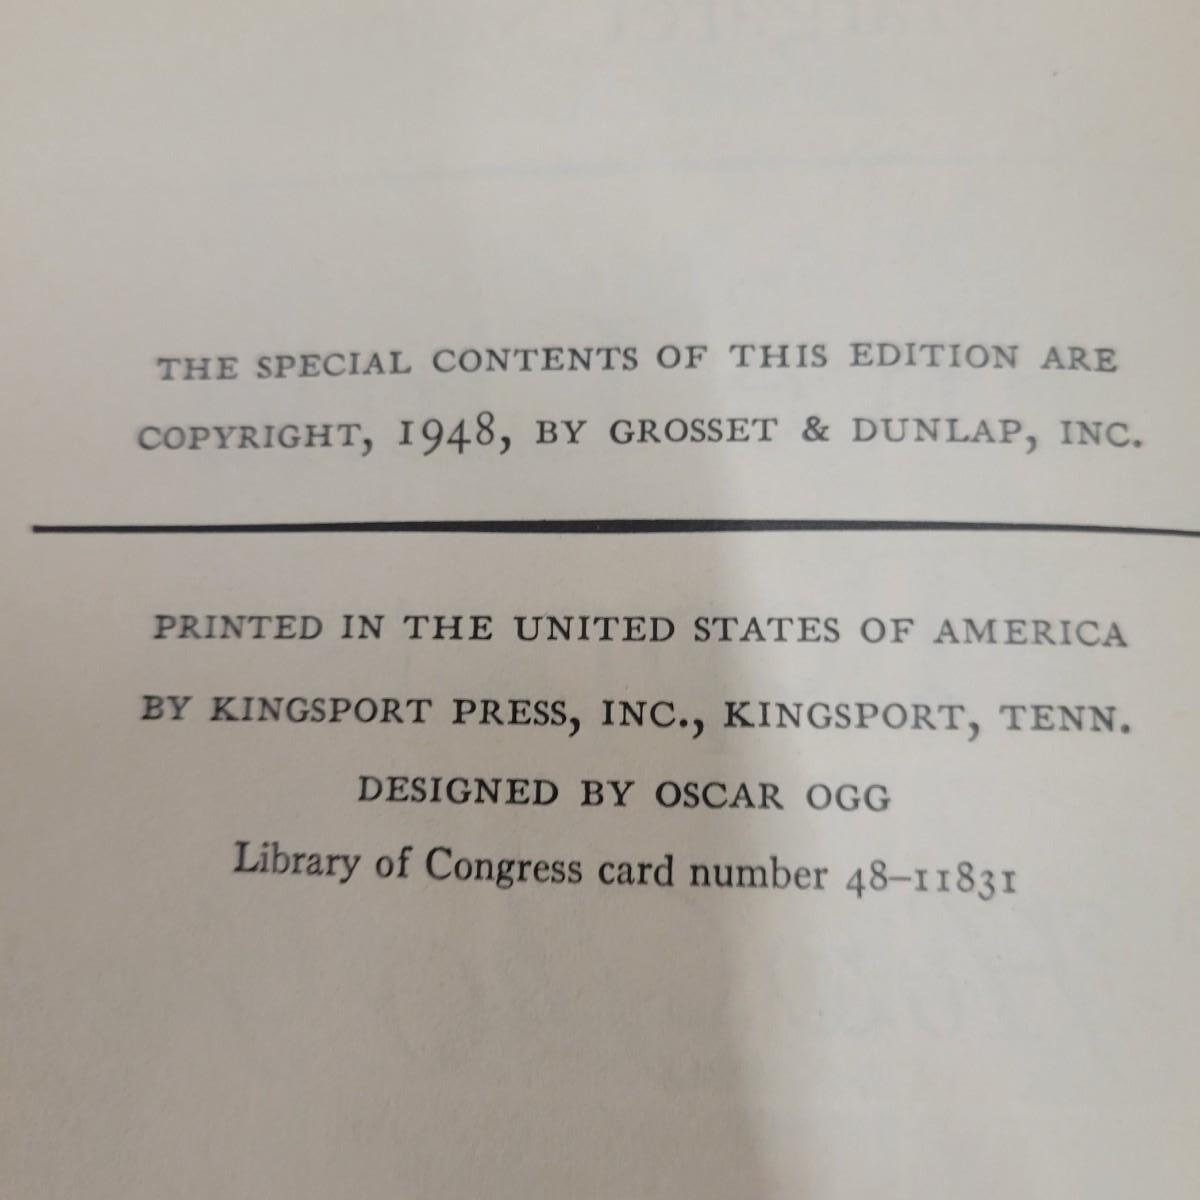 THE SPECIAL CONTENTS OF THIS EDITION ARE
COPYRIGHT, 1948, BY GROSSET & DUNLAP, INC.
PRINTED IN THE UNITED STATES OF AMERICA
BY KINGSPORT PRESS, INC., KINGSPORT, TENN.
DESIGNED BY OSCAR OGG
Library of Congress card number 48–11831